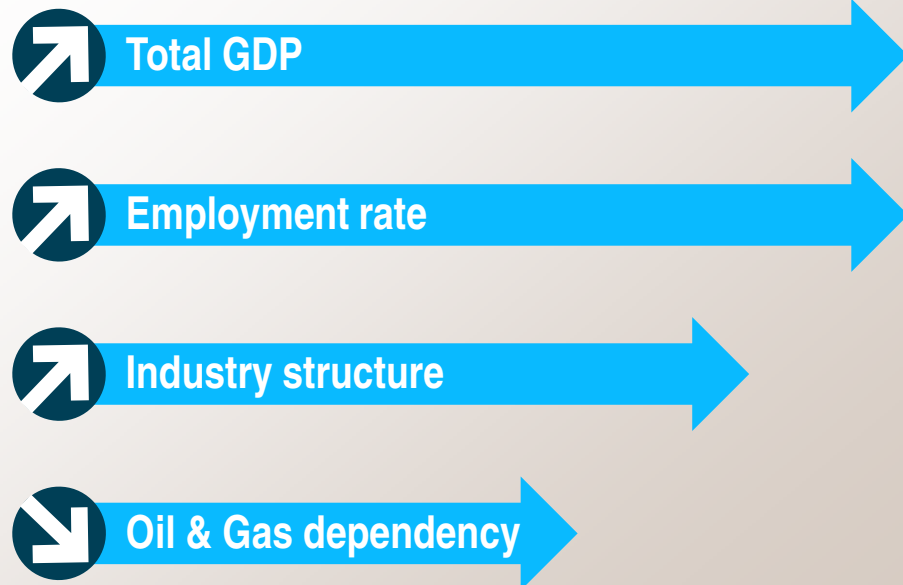 Total GDP
Employment rate
Industry structure
Oil & Gas dependency